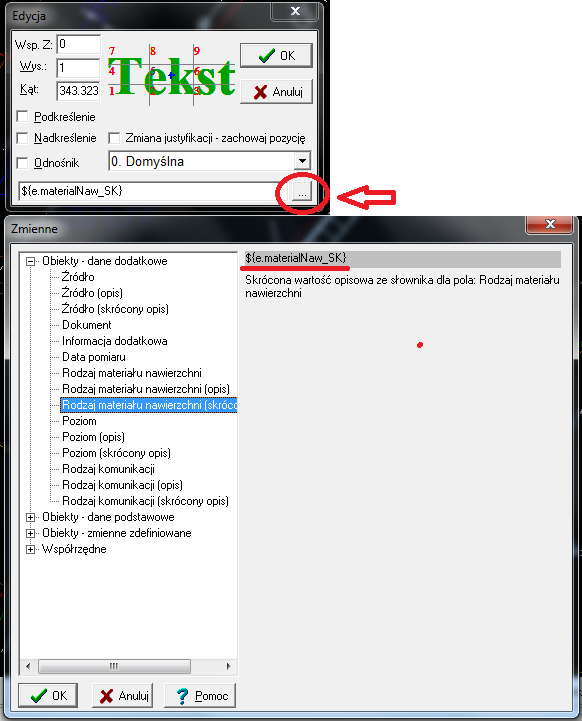 Edycja
Wsp. Z: 0
Wys.: 1
Kąt: 343.323
7 8 9
4 5 6
1 2 3
Tekst
OK
Anuluj
Podkreślenie
Nadkreślenie
Zmiana justyfikacji - zachowaj pozycję
Odnośnik
0. Domyślna
${e.materialNaw_SK}
...
Zmienne
Obiekty - dane dodatkowe
Źródło
Źródło (opis)
Źródło (skrócony opis)
Dokument
Informacja dodatkowa
Data pomiaru
Rodzaj materiału nawierzchni
Rodzaj materiału nawierzchni (opis)
Rodzaj materiału nawierzchni (skróco
Poziom
Poziom (opis)
Poziom (skrócony opis)
Rodzaj komunikacji
Rodzaj komunikacji (opis)
Rodzaj komunikacji (skrócony opis)
Obiekty - dane podstawowe
Obiekty - zmienne zdefiniowane
Współrzędne
${e.materialNaw_SK}
Skrócona wartość opisowa ze słownika dla pola: Rodzaj materiału
nawierzchni
OK
Anuluj
Pomoc